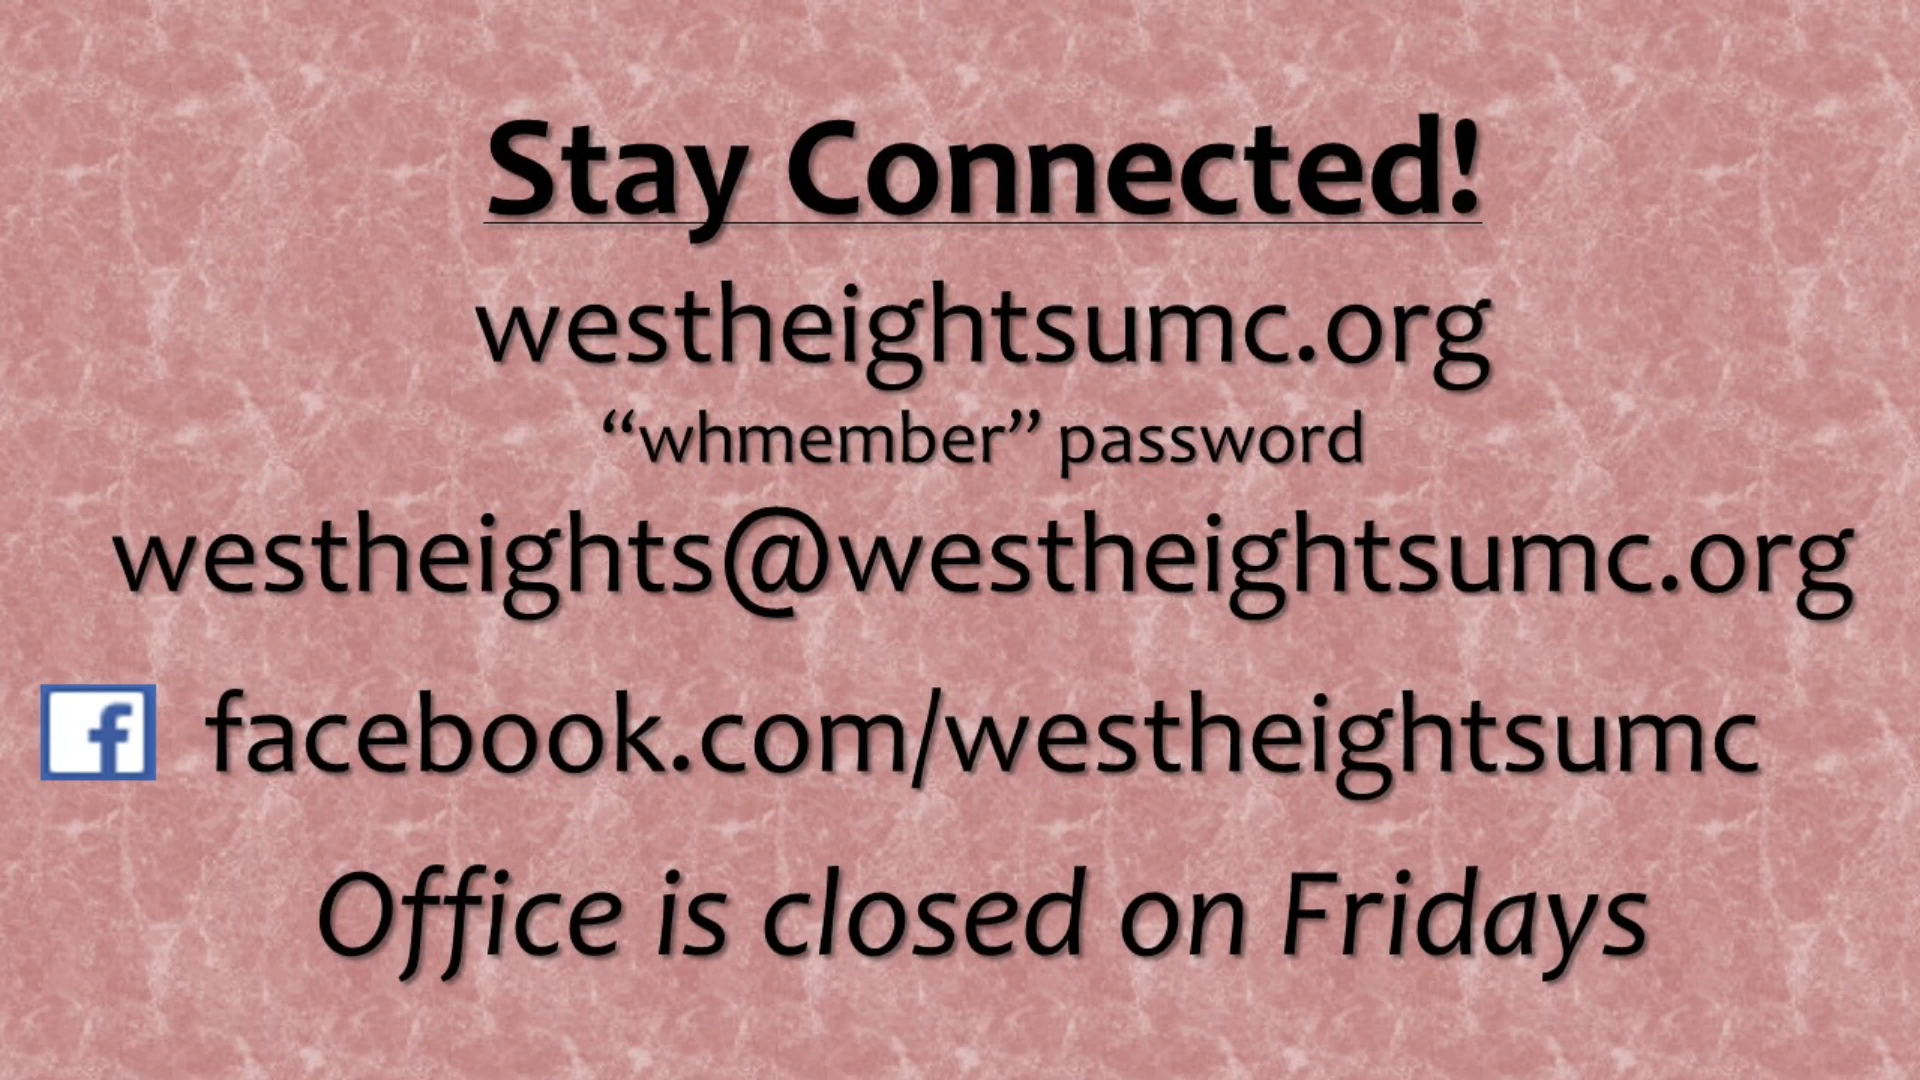 Stay Connected!
westheightsumc.org
“whmember” password
westheights@westheightsumc.org
facebook.com/westheightsumc
Office is closed on Fridays